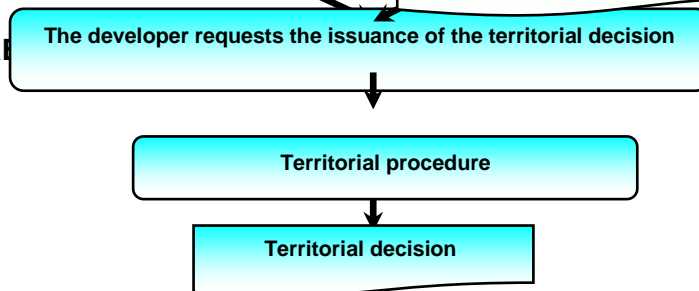 The developer requests the issuance of the territorial decision
Territorial procedure
Territorial decision